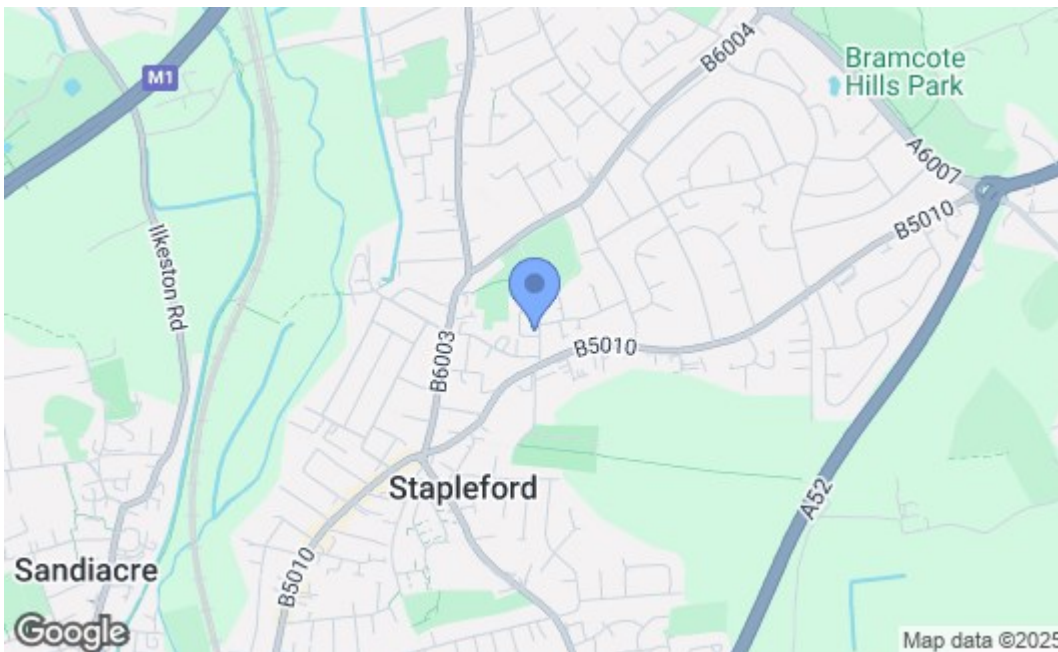 B6004
Bramcote
Hills Park
M1
A6007
B5010
Ilkeston Rd
B6003
B5010
Stapleford
A52
Sandiacre
B5010
Google
Map data ©2025